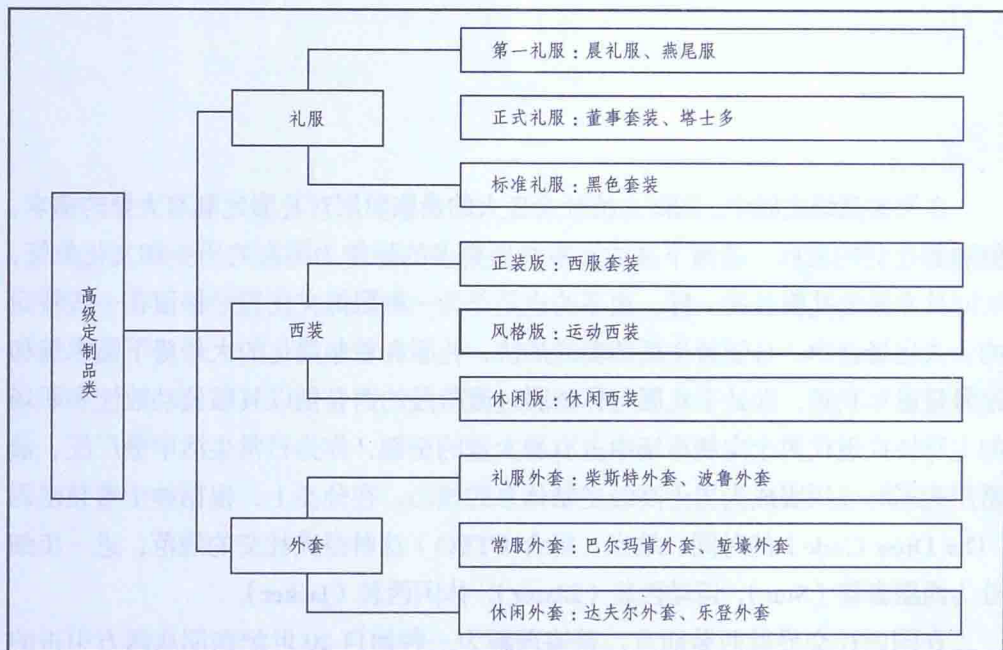 高级定制品类
礼服
第一礼服：晨礼服、燕尾服
正式礼服：董事套装、塔士多
标准礼服：黑色套装
西装
正装版：西服套装
风格版：运动西装
休闲版：休闲西装
外套
礼服外套：柴斯特外套、波鲁外套
常服外套：巴尔玛肯外套、堑壕外套
休闲外套：达夫尔外套、乐登外套